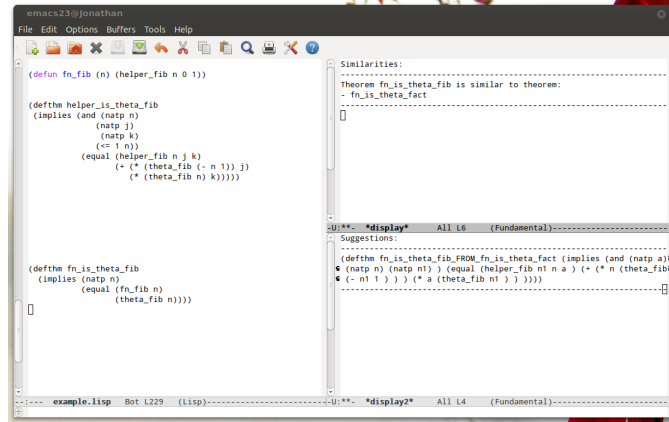 emacs23@Jonathan
File Edit Options Buffers Tools Help
(defun fn_fib (n) (helper_fib n 0 1))
(defthm helper_is_theta_fib
(implies (and (natp n)
(natp j)
(natp k)
(<= 1 n))
(equal (helper_fib n j k)
(+ (* (theta_fib (- n 1)) j)
(* (theta_fib n) k)))))
(defthm fn_is_theta_fib
(implies (natp n)
(equal (fn_fib n)
(theta_fib n))))
--:--- example.lisp Bot L229 (Lisp)----------------------------
Similarities:
------------------------------------------------------------
Theorem fn_is_theta_fib is similar to theorem:
- fn_is_theta_fact
------------------------------------------------------------
-U:**- *display* All L6 (Fundamental)------------------------
Suggestions:
------------------------------------------------------------
(defthm fn_is_theta_fib_FROM_fn_is_theta_fact (implies (and (natp a)
(natp n) (natp n1) ) (equal (helper_fib n1 n a ) (+ (* n (theta_fib
(- n1 1 ) ) ) (* a (theta_fib n1 ) ) ) )))
------------------------------------------------------------
-U:**- *display2* All L4 (Fundamental)------------------------